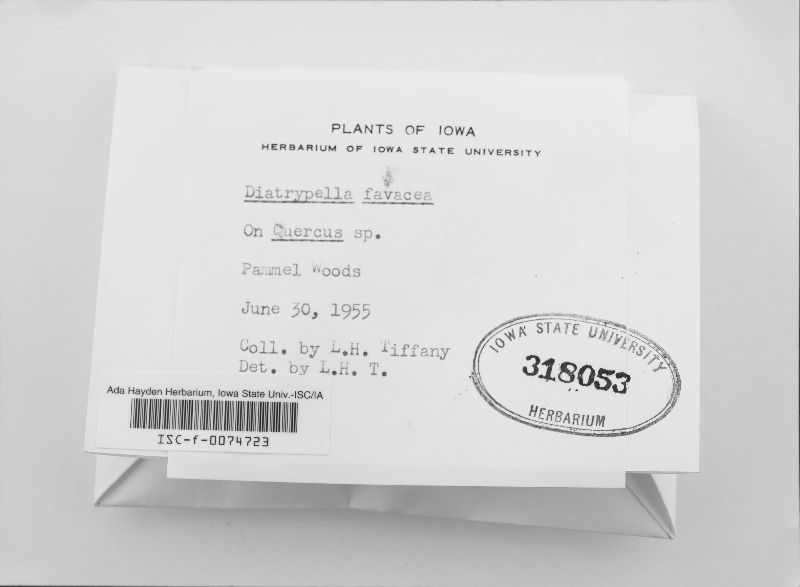 PLANTS OF IOWA
HERBARIUM OF IOWA STATE UNIVERSITY
Diatrypella favacea
On Quercus sp.
Pammel Woods
June 30, 1955
Coll. by L.H. Tiffany
Det. by L.H. T.
IOWA STATE UNIVERSITY
318053
HERBARIUM
Ada Hayden Herbarium, Iowa State Univ.-ISC/IA
ISC-f-0074723